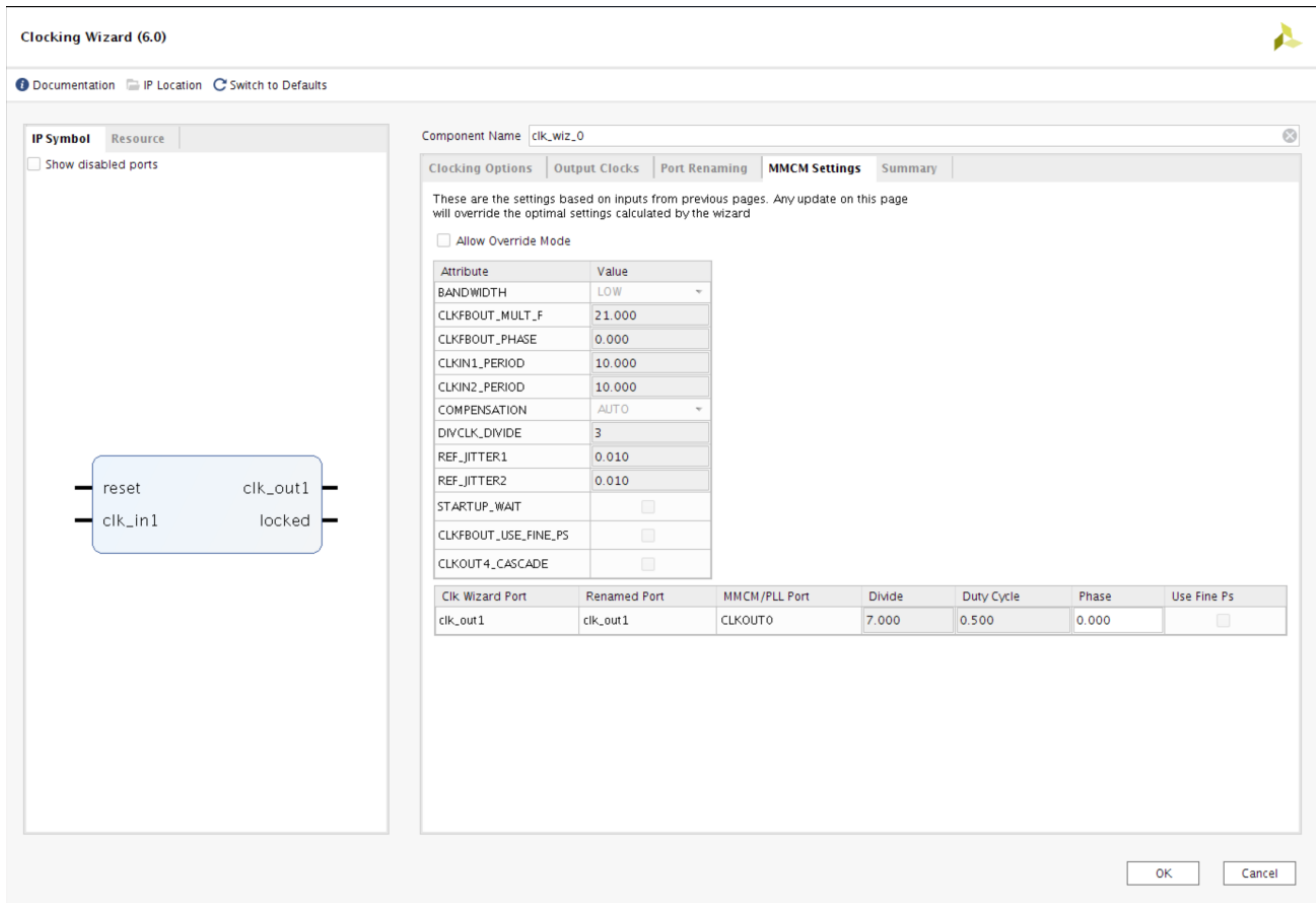 Clocking Wizard (6.0)
Documentation IP Location Switch to Defaults
IP Symbol Resource
Show disabled ports
reset clk_out1
clk_in1 locked
Component Name clk_wiz_0
Clocking Options Output Clocks Port Renaming MMCM Settings Summary
These are the settings based on inputs from previous pages. Any update on this page
will override the optimal settings calculated by the wizard
Allow Override Mode
Attribute Value
BANDWIDTH LOW
CLKFBOUT_MULT_F 21.000
CLKFBOUT_PHASE 0.000
CLKIN1_PERIOD 10.000
CLKIN2_PERIOD 10.000
COMPENSATION AUTO
DIVCLK_DIVIDE 3
REF_JITTER1 0.010
REF_JITTER2 0.010
STARTUP_WAIT
CLKFBOUT_USE_FINE_PS
CLKOUT4_CASCADE
Clk Wizard Port Renamed Port MMCM/PLL Port Divide Duty Cycle Phase Use Fine Ps
clk_out1 clk_out1 CLKOUT0 7.000 0.500 0.000
OK Cancel